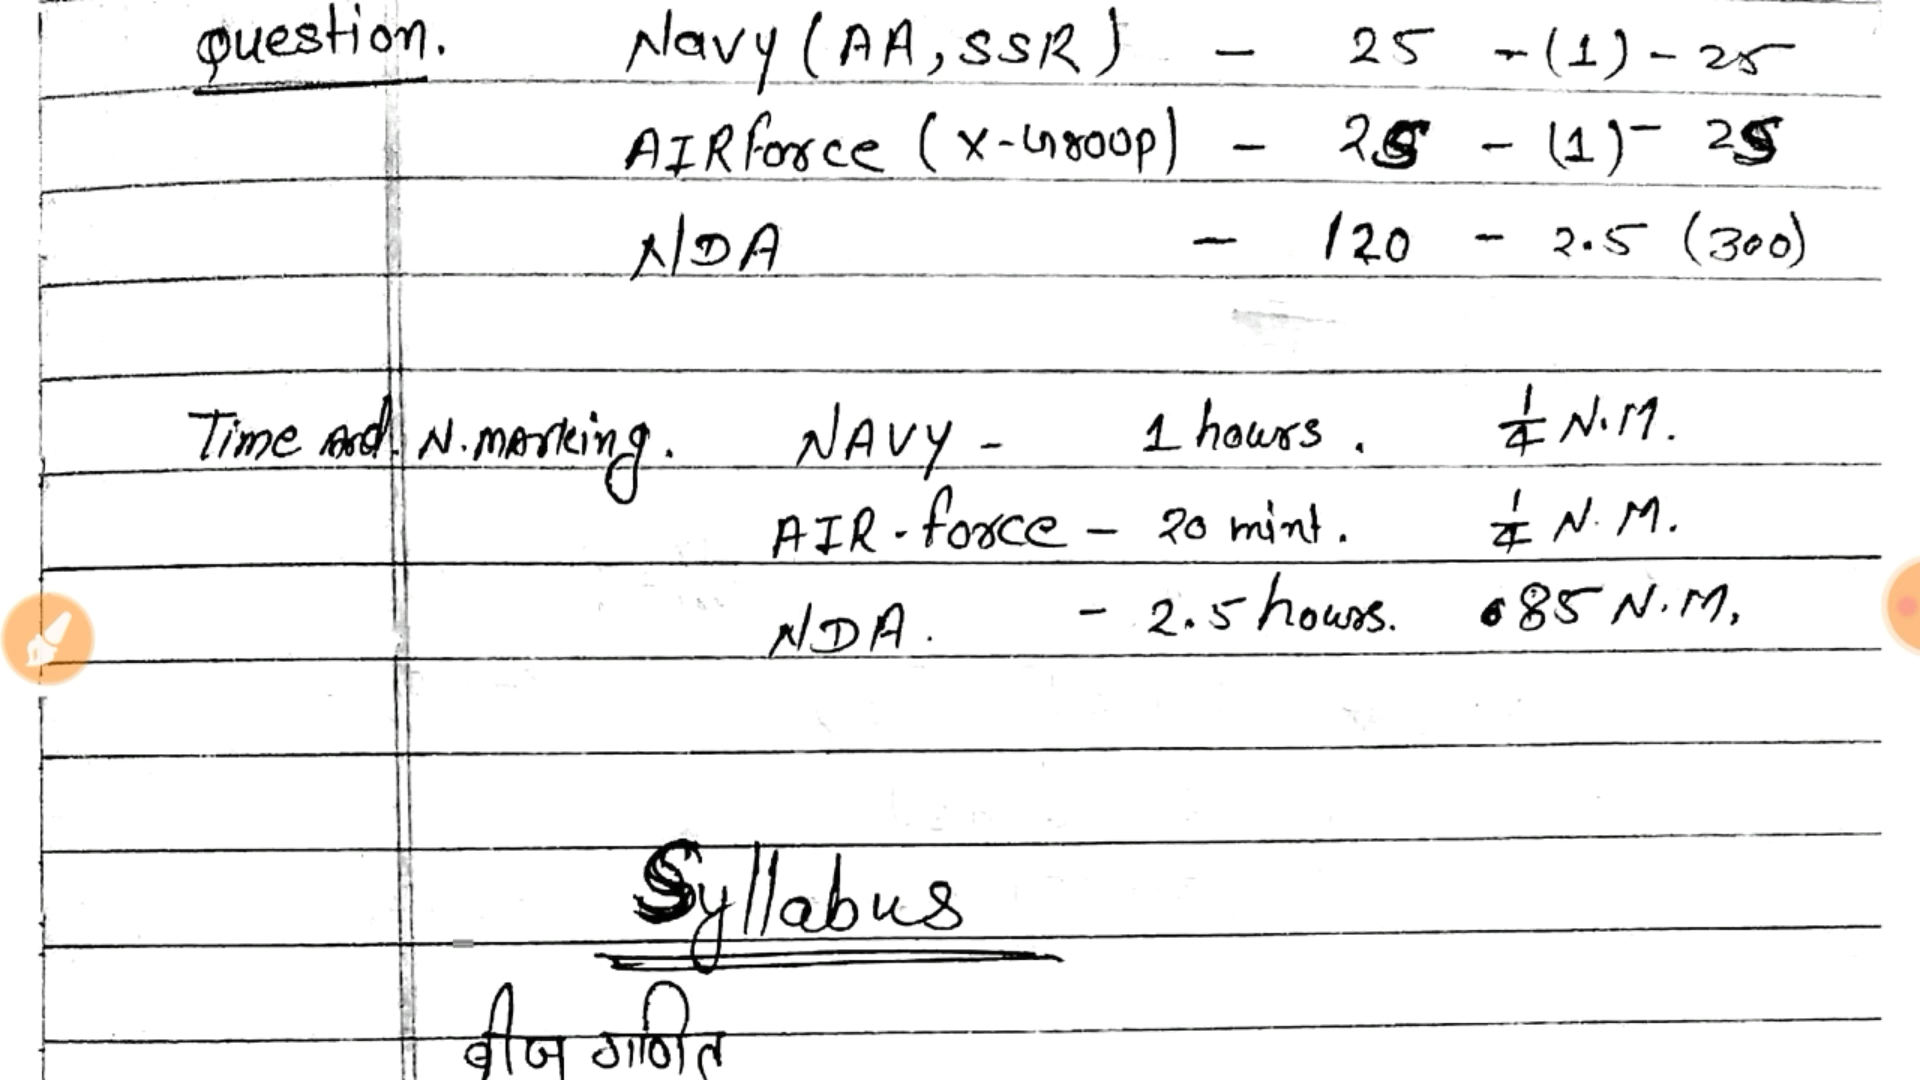 Question. Navy (AA, SSR) - 25 - (1) - 25
AIRforce (X-Group) - 25 - (1) - 25
NDA - 120 - 2.5 (300)
Time and N.marking. NAVY - 1 hours. 1/4 N.M.
AIR-force - 20 mint. 1/4 N.M.
NDA. - 2.5 hours. .85 N.M.
Syllabus
बीज गणित